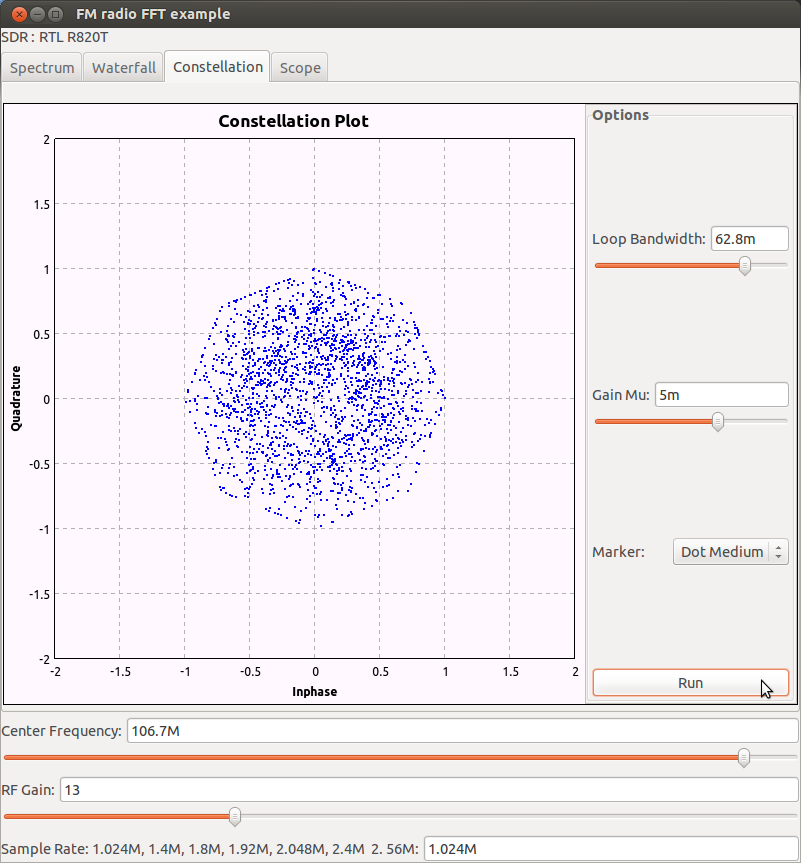 FM radio FFT example
SDR : RTL R820T
Spectrum Waterfall Constellation Scope
Constellation Plot
2
1.5
1
0.5
0
-0.5
-1
-1.5
-2
Quadrature
-2 -1.5 -1 -0.5 0 0.5 1 1.5 2
Inphase
Options
Loop Bandwidth: 62.8m
Gain Mu: 5m
Marker: Dot Medium
Run
Center Frequency: 106.7M
RF Gain: 13
Sample Rate: 1.024M, 1.4M, 1.8M, 1.92M, 2.048M, 2.4M 2. 56M: 1.024M